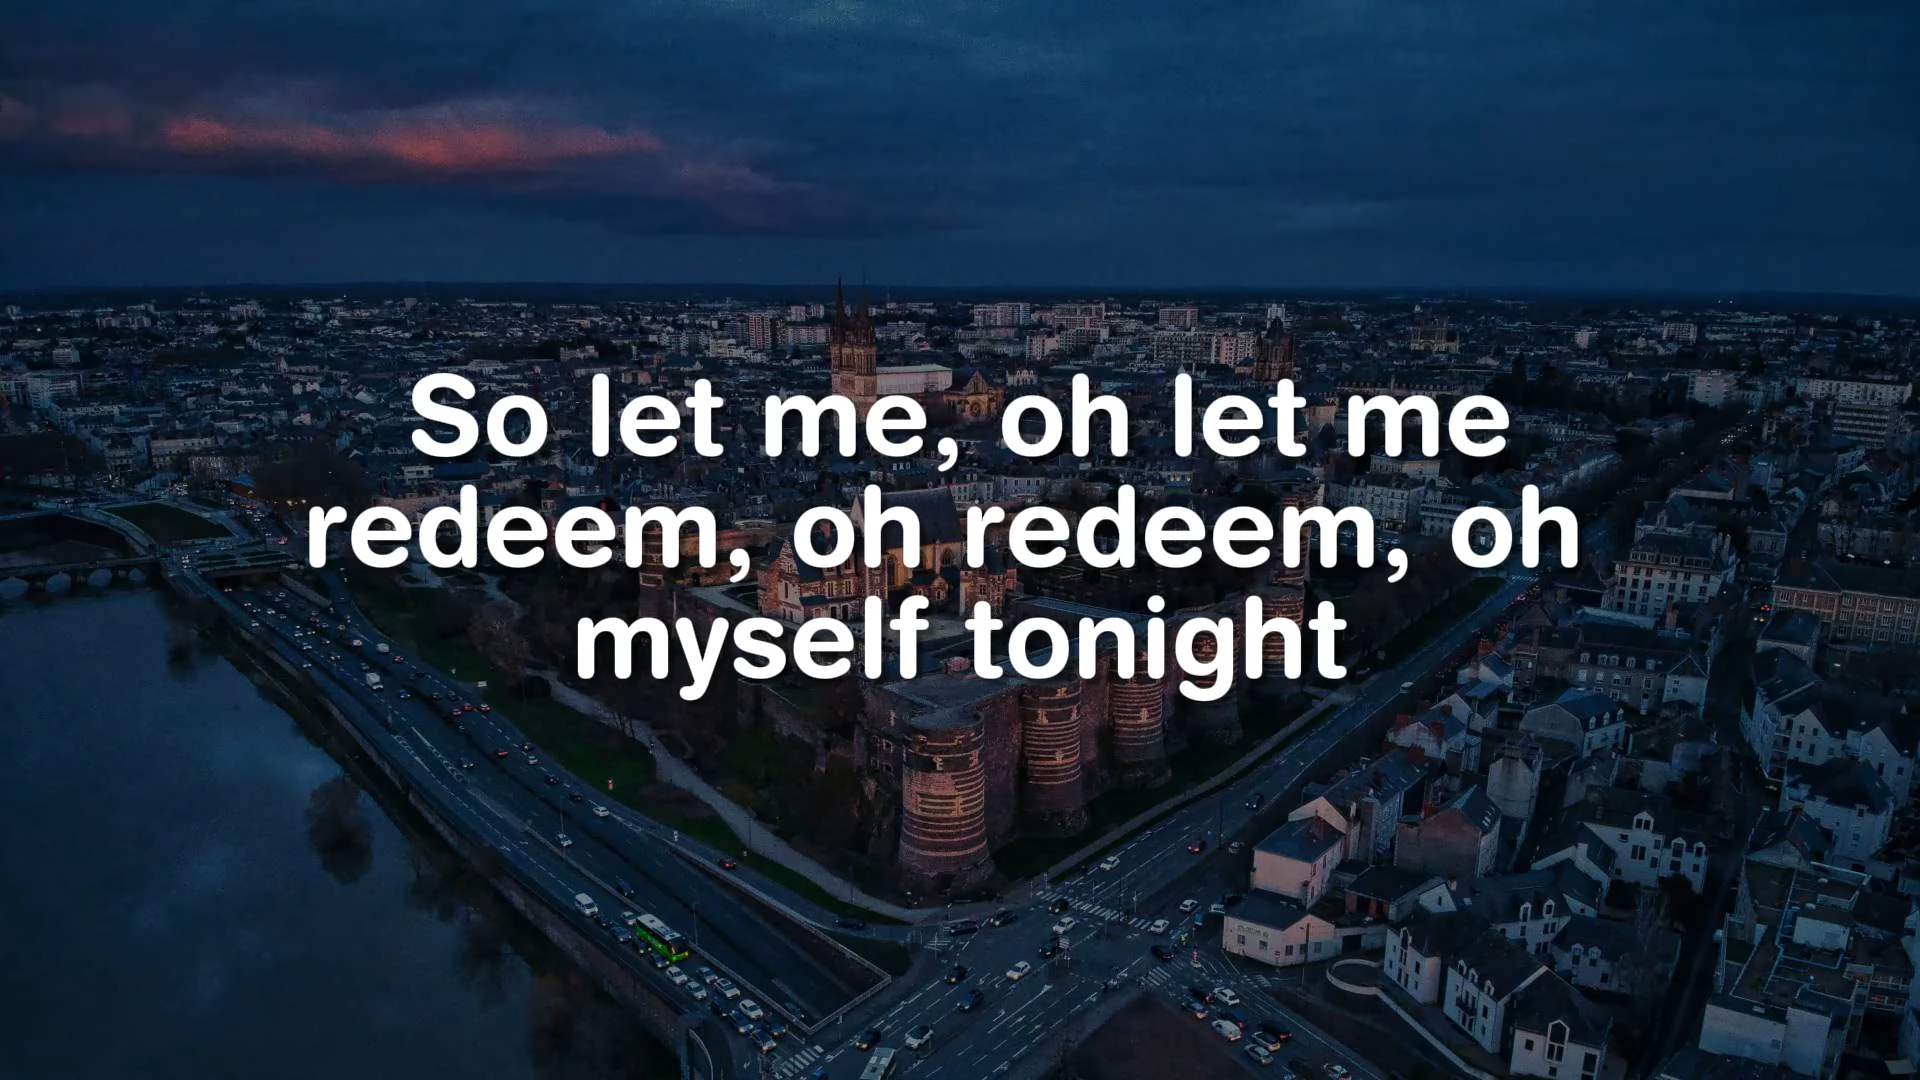 So let me, oh let me
redeem, oh redeem, oh
myself tonight